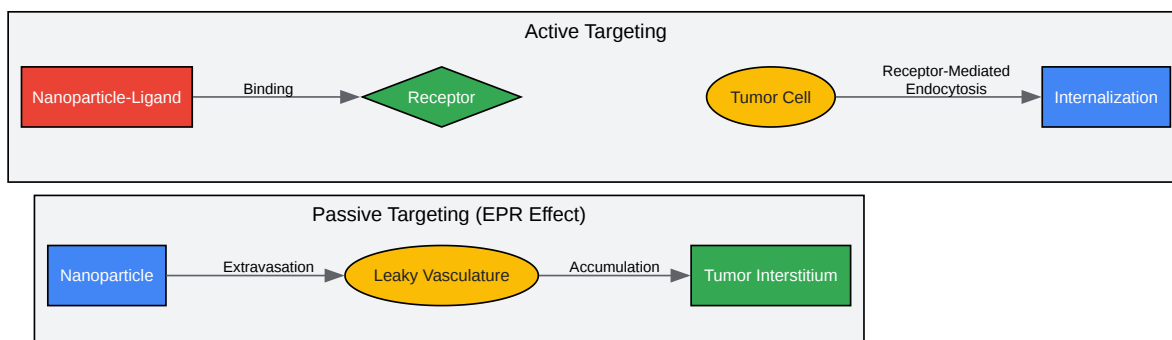 Active Targeting
Nanoparticle-Ligand
Binding
Receptor
Tumor Cell
Receptor-Mediated
Endocytosis
Internalization
Passive Targeting (EPR Effect)
Nanoparticle
Extravasation
Leaky Vasculature
Accumulation
Tumor Interstitium